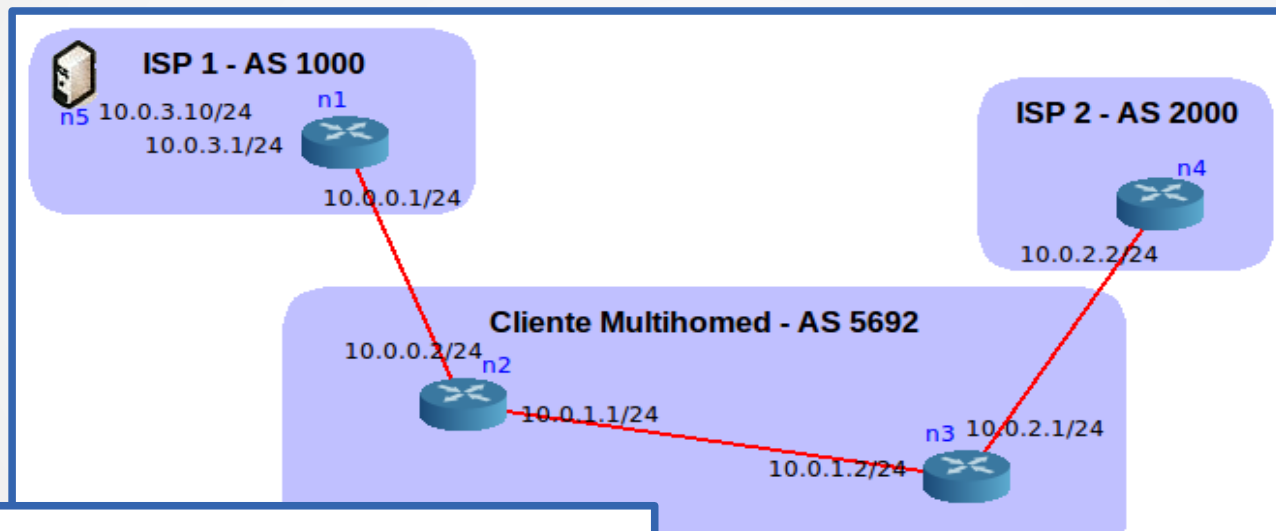 ISP 1 - AS 1000
n1
n5
10.0.3.10/24
10.0.3.1/24
10.0.0.1/24
ISP 2 - AS 2000
n4
10.0.2.2/24
Cliente Multihomed - AS 5692
10.0.0.2/24
n2
10.0.1.1/24
n3
10.0.2.1/24
10.0.1.2/24